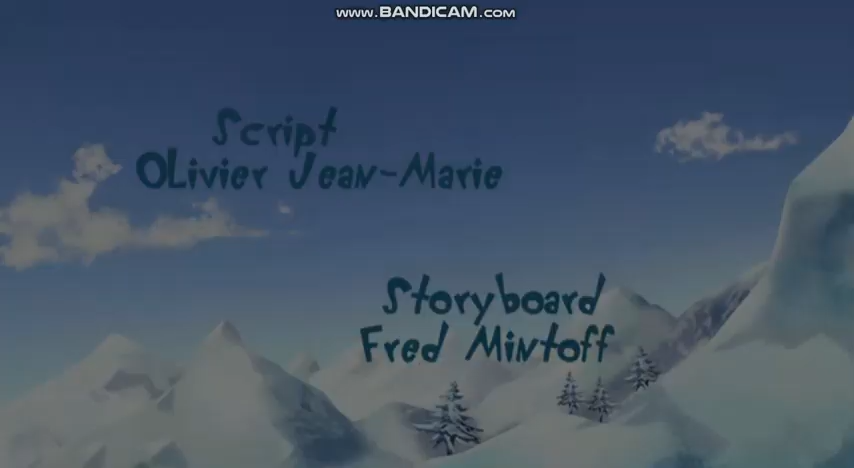 www.BANDICAM.com
Script
Olivier Jean-Marie
Storyboard
Fred Mintoff